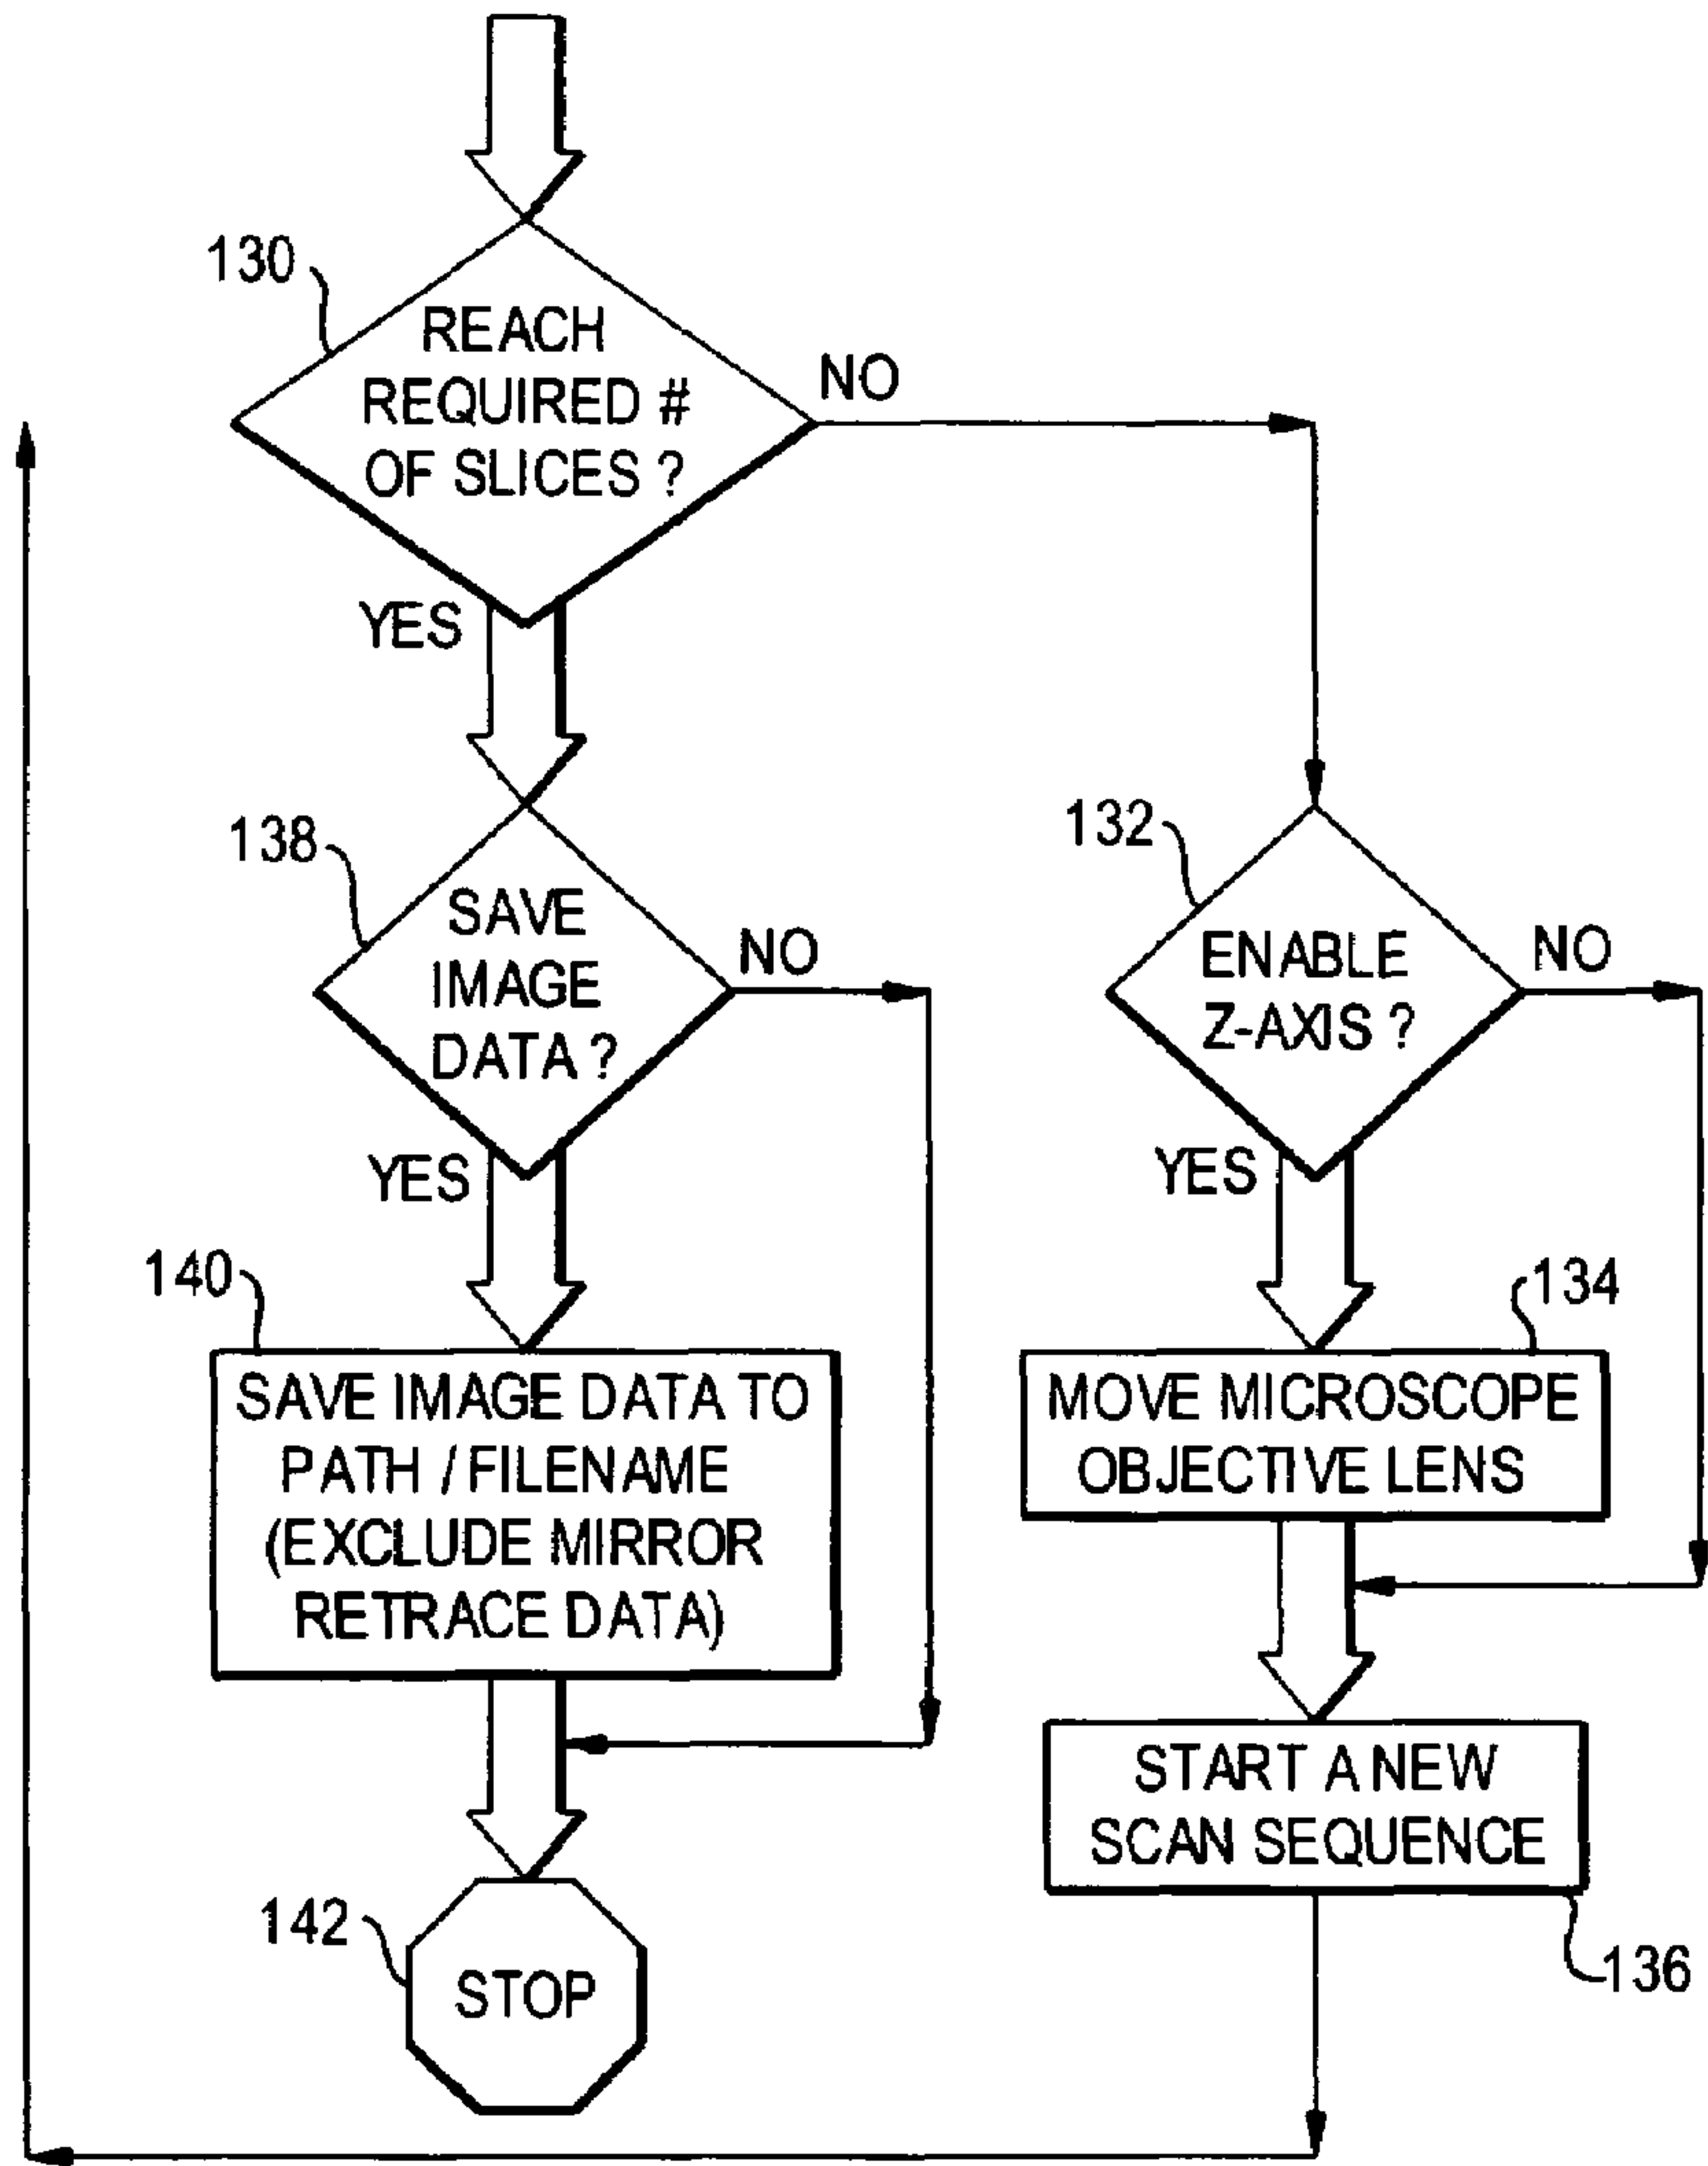 130
REACH
REQUIRED #
OF SLICES ?
NO
YES
138
SAVE
IMAGE
DATA ?
NO
YES
132
ENABLE
Z-AXIS ?
NO
YES
140
SAVE IMAGE DATA TO
PATH / FILENAME
(EXCLUDE MIRROR
RETRACE DATA)
134
MOVE MICROSCOPE
OBJECTIVE LENS
START A NEW
SCAN SEQUENCE
136
142
STOP